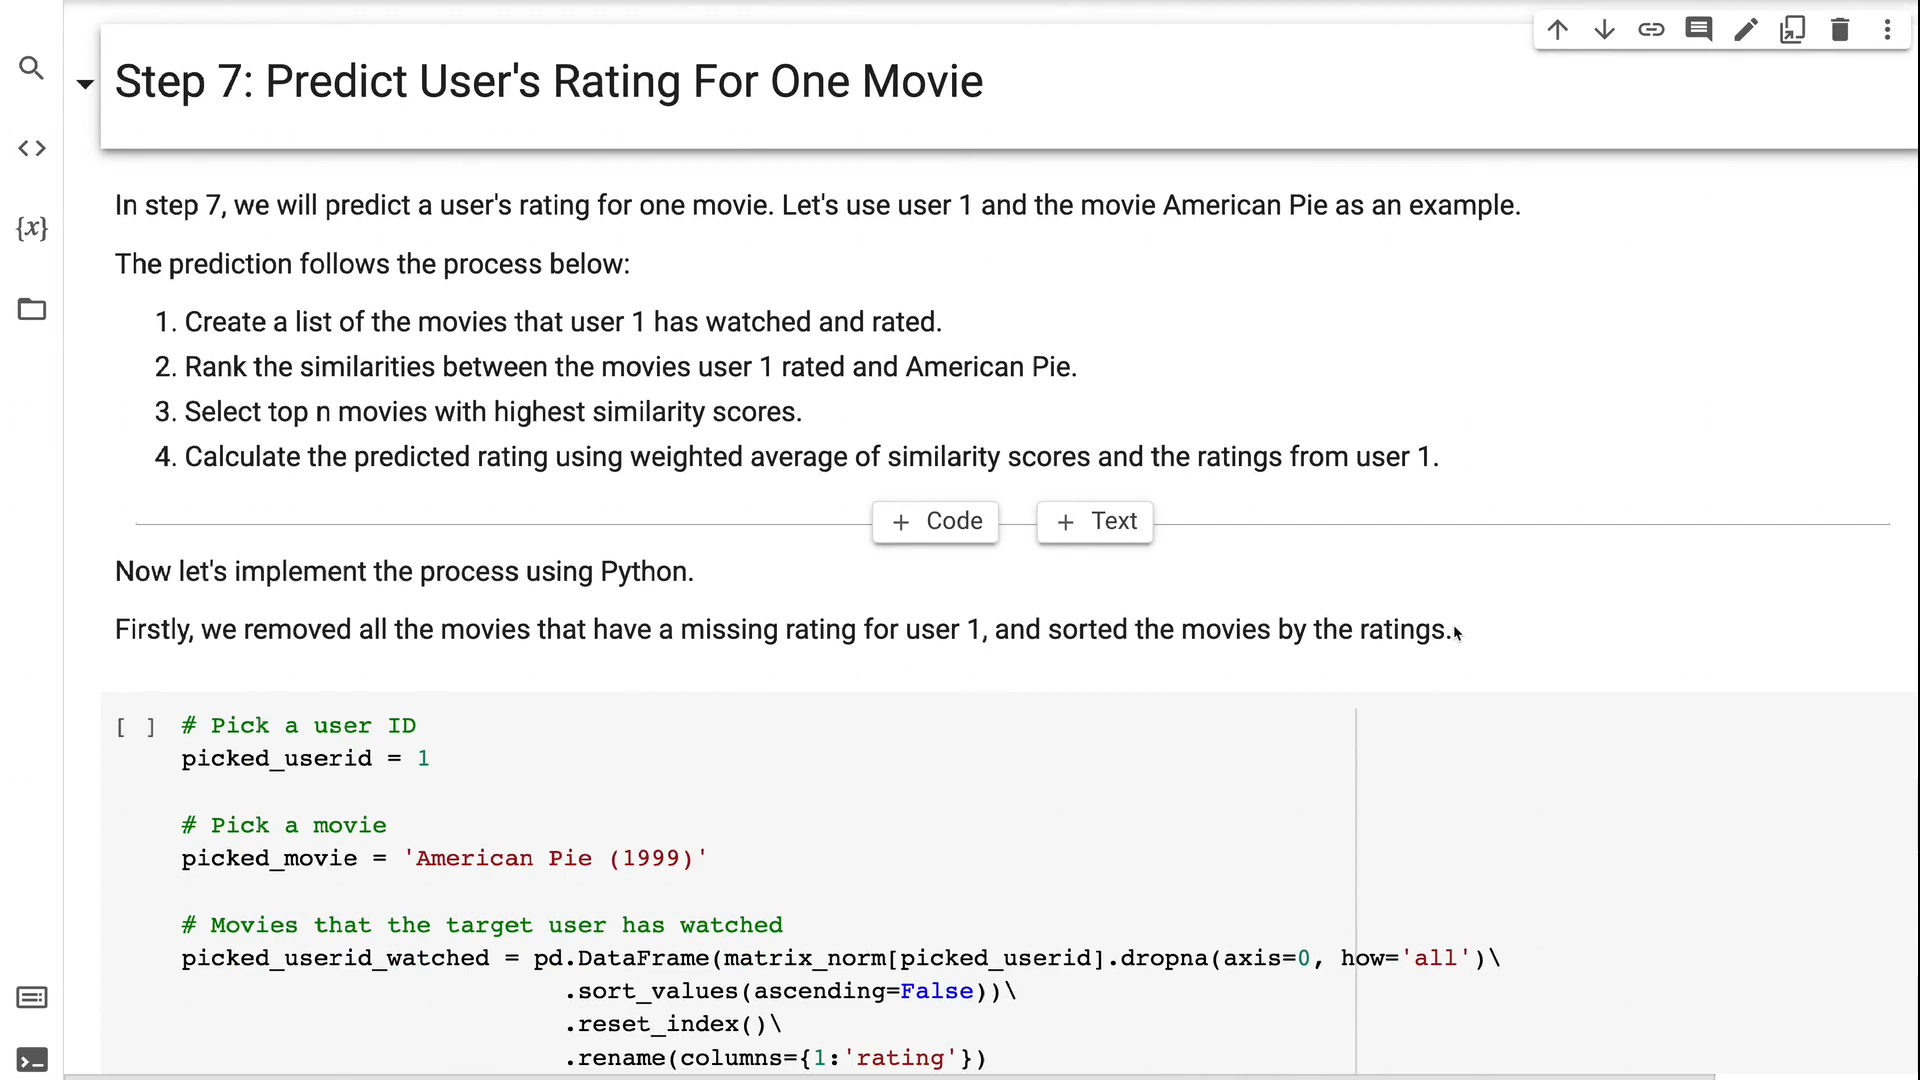 Step 7: Predict User's Rating For One Movie
In step 7, we will predict a user's rating for one movie. Let's use user 1 and the movie American Pie as an example.
The prediction follows the process below:
1. Create a list of the movies that user 1 has watched and rated.
2. Rank the similarities between the movies user 1 rated and American Pie.
3. Select top n movies with highest similarity scores.
4. Calculate the predicted rating using weighted average of similarity scores and the ratings from user 1.
+ Code + Text
Now let's implement the process using Python.
Firstly, we removed all the movies that have a missing rating for user 1, and sorted the movies by the ratings.
[ ] # Pick a user ID
picked_userid = 1
# Pick a movie
picked_movie = 'American Pie (1999)'
# Movies that the target user has watched
picked_userid_watched = pd.DataFrame(matrix_norm[picked_userid].dropna(axis=0, how='all')\
.sort_values(ascending=False))\
.reset_index()\
.rename(columns={1:'rating'})